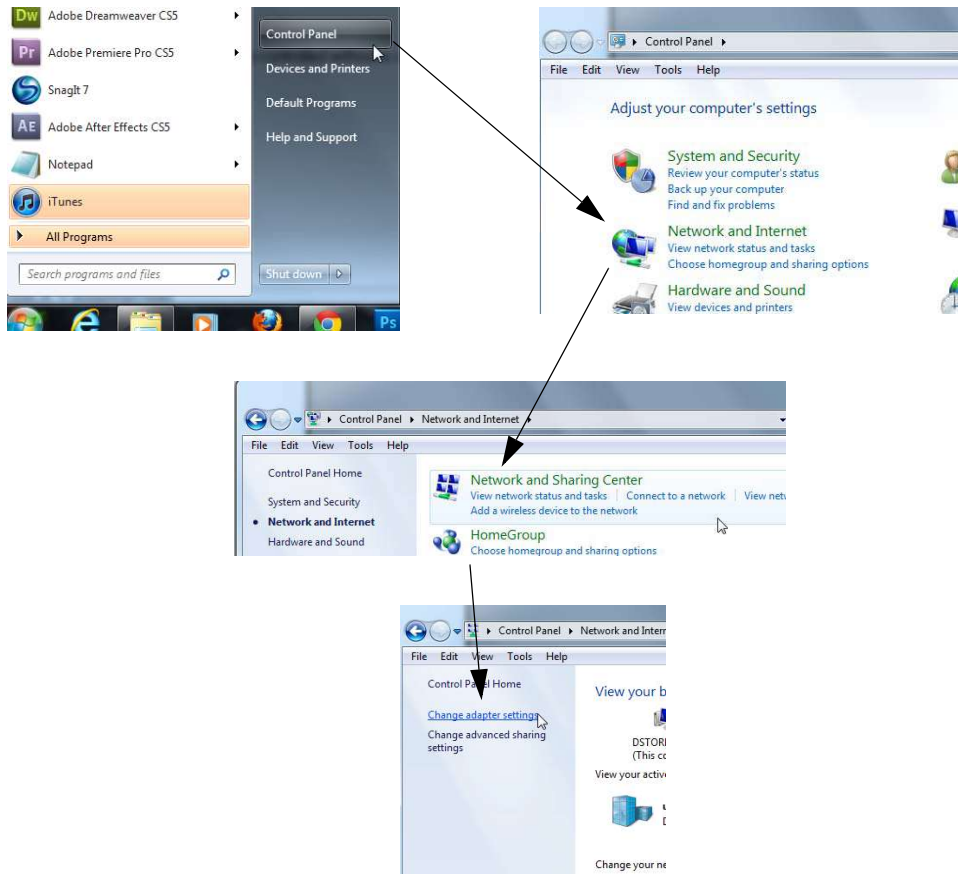 Dw Adobe Dreamweaver CS5
Pr Adobe Premiere Pro CS5
SnagIt 7
AE Adobe After Effects CS5
Notepad
iTunes
All Programs
Search programs and files
Control Panel
Devices and Printers
Default Programs
Help and Support
Shut down
Ps
Control Panel
File Edit View Tools Help
Adjust your computer's settings
System and Security
Review your computer's status
Back up your computer
Find and fix problems
Network and Internet
View network status and tasks
Choose homegroup and sharing options
Hardware and Sound
View devices and printers
Control Panel Network and Internet
File Edit View Tools Help
Control Panel Home
System and Security
Network and Internet
Hardware and Sound
Network and Sharing Center
View network status and tasks Connect to a network View netw
Add a wireless device to the network
HomeGroup
Choose homegroup and sharing options
Control Panel Network and Intern
File Edit View Tools Help
Control Panel Home
Change adapter settings
Change advanced sharing
settings
View your b
DSTOR
(This co
View your activ
Change your ne